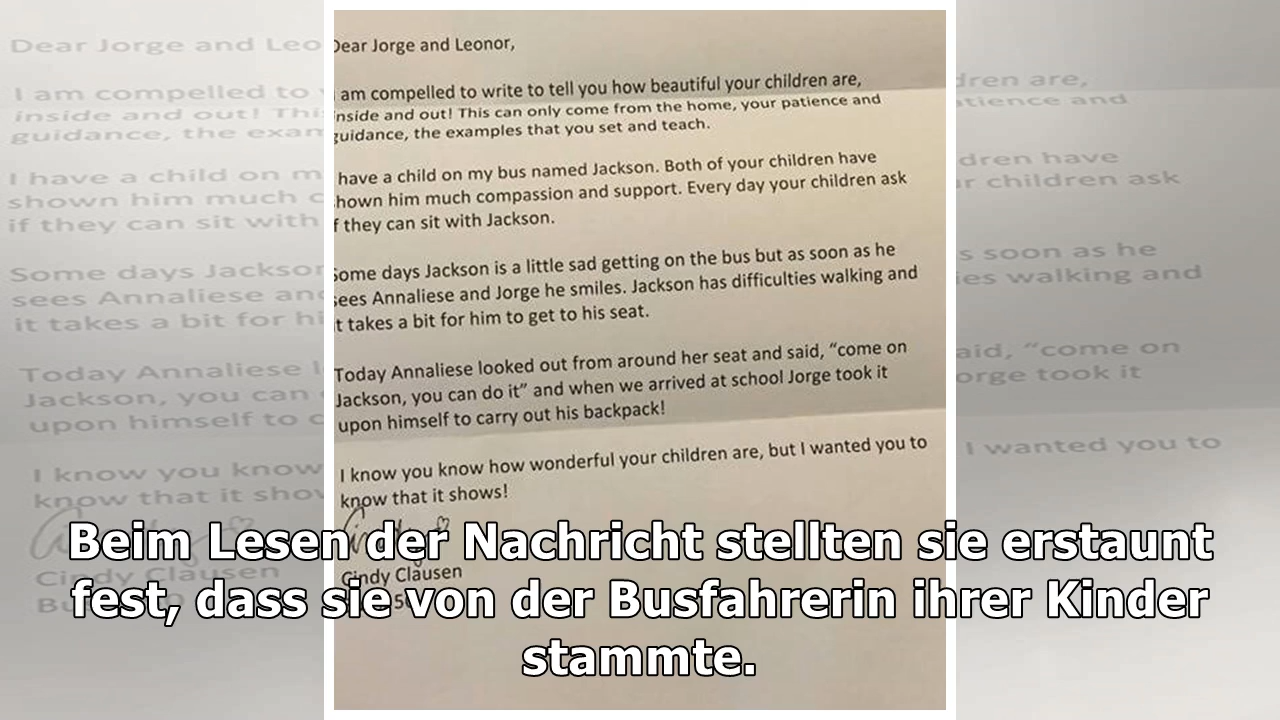 Dear Jorge and Leonor,
I am compelled to write to tell you how beautiful your children are,
inside and out! This can only come from the home, your patience and
guidance, the examples that you set and teach.
I have a child on my bus named Jackson. Both of your children have
shown him much compassion and support. Every day your children ask
if they can sit with Jackson.
Some days Jackson is a little sad getting on the bus but as soon as he
sees Annaliese and Jorge he smiles. Jackson has difficulties walking and
it takes a bit for him to get to his seat.
Today Annaliese looked out from around her seat and said, “come on
Jackson, you can do it” and when we arrived at school Jorge took it
upon himself to carry out his backpack!
I know you know how wonderful your children are, but I wanted you to
know that it shows!
Cindy Clausen
Beim Lesen der Nachricht stellten sie erstaunt
fest, dass sie von der Busfahrerin ihrer Kinder
stammte.